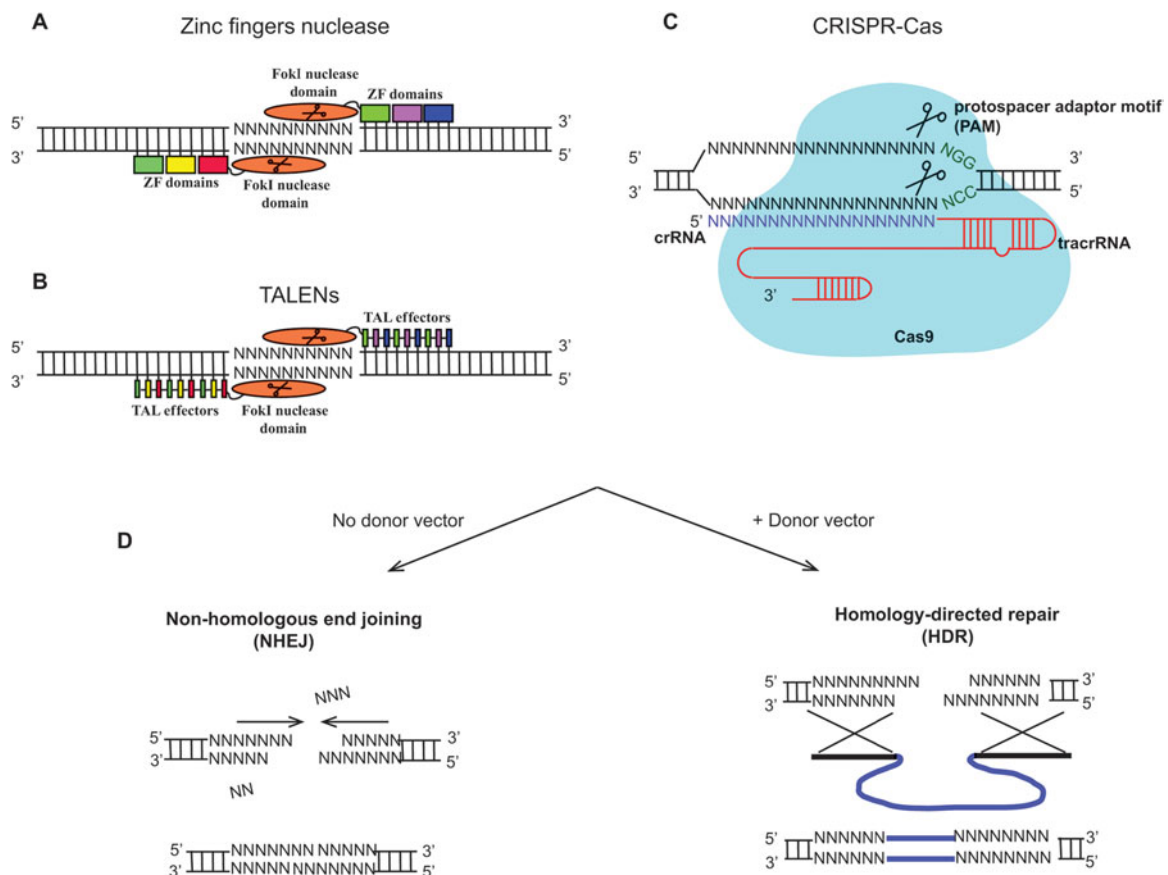 A
Zinc fingers nuclease
FokI nuclease
domain
ZF domains
5’
3’
NNNNNNNNNN
NNNNNNNNNN
3’
5’
ZF domains
FokI nuclease
domain
B
TALENs
TAL effectors
5’
3’
NNNNNNNNNN
NNNNNNNNNN
3’
5’
TAL effectors
FokI nuclease
domain
C
CRISPR-Cas
protospacer adaptor motif
(PAM)
5’
3’
NNNNNNNNNNNNNNNNNNN
NGG
3’
5’
NNNNNNNNNNNNNNNNNNN
NCC
5’
NNNNNNNNNNNNNNNNNNN
crRNA
tracrRNA
3’
Cas9
No donor vector
+ Donor vector
D
Non-homologous end joining
(NHEJ)
NNN
5’
NNNNNNN
NNNNN
3’
3’
NNNNN
NNNNNNN
5’
NN
5’
NNNNNNN NNNNN
3’
3’
NNNNN NNNNNNN
5’
Homology-directed repair
(HDR)
5’
NNNNNNNNN
NNNNNN
3’
3’
NNNNNNN
NNNNNNNN
5’
5’
NNNNNN
NNNNNNNN
3’
3’
NNNNNN
NNNNNNNN
5’